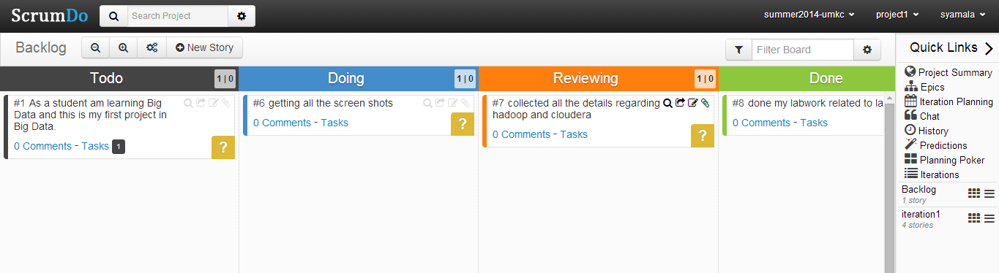 ScrumDo
Search Project
summer2014-umkc
project1
syamala
Backlog
New Story
Filter Board
Quick Links
Todo
1 | 0
Doing
1 | 0
Reviewing
1 | 0
Done
#1 As a student am learning Big
Data and this is my first project in
Big Data.
0 Comments - Tasks 1
?
#6 getting all the screen shots
0 Comments - Tasks
?
#7 collected all the details regarding
hadoop and cloudera
0 Comments - Tasks
?
#8 done my labwork related to la
0 Comments - Tasks
Project Summary
Epics
Iteration Planning
Chat
History
Predictions
Planning Poker
Iterations
Backlog
1 story
iteration1
4 stories